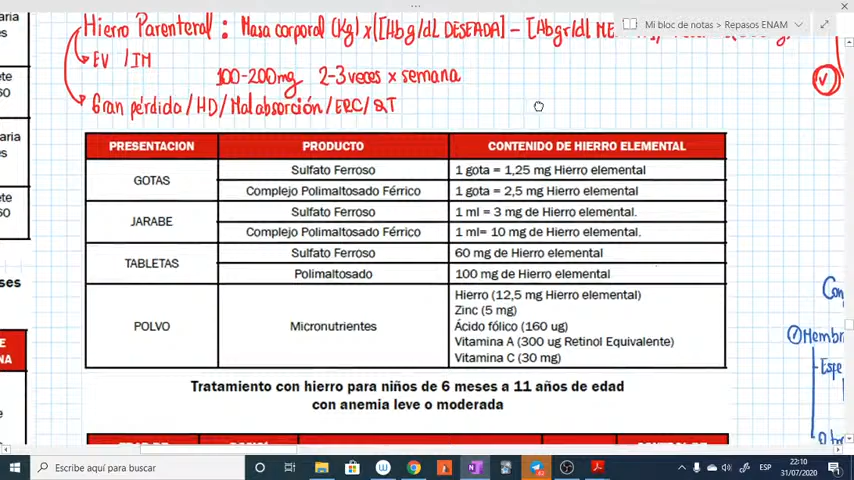 Hierro Parenteral : Masa corporal (Kg) x ([Hb g/dL DESEADA] -
Mi bloc de notas » Repasos ENAM
EV / IM
100-200mg 2-3 veces x semana
Gran pérdida / HD / Malabsorción / ERC / QT
PRESENTACION PRODUCTO CONTENIDO DE HIERRO ELEMENTAL
GOTAS
Sulfato Ferroso 1 gota = 1,25 mg Hierro elemental
Complejo Polimaltosado Férrico 1 gota = 2,5 mg Hierro elemental
JARABE
Sulfato Ferroso 1 ml = 3 mg de Hierro elemental.
Complejo Polimaltosado Férrico 1 ml= 10 mg de Hierro elemental.
TABLETAS
Sulfato Ferroso 60 mg de Hierro elemental
Polimaltosado 100 mg de Hierro elemental
POLVO
Micronutrientes
Hierro (12,5 mg Hierro elemental)
Zinc (5 mg)
Ácido fólico (160 ug)
Vitamina A (300 ug Retinol Equivalente)
Vitamina C (30 mg)
Tratamiento con hierro para niños de 6 meses a 11 años de edad
con anemia leve o moderada
Membr
Espe
Escribe aquí para buscar
ESP
22:10
31/07/2020